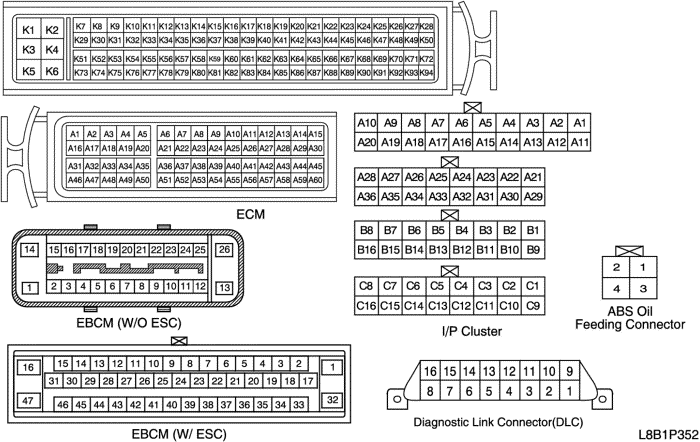 K1 K2 K7 K8 K9 K10 K11 K12 K13 K14 K15 K16 K17 K18 K19 K20 K21 K22 K23 K24 K25 K26 K27 K28
K29 K30 K31 K32 K33 K34 K35 K36 K37 K38 K39 K40 K41 K42 K43 K44 K45 K46 K47 K48 K49 K50
K3 K4
K51 K52 K53 K54 K55 K56 K57 K58 K59 K60 K61 K62 K63 K64 K65 K66 K67 K68 K69 K70 K71 K72
K5 K6 K73 K74 K75 K76 K77 K78 K79 K80 K81 K82 K83 K84 K85 K86 K87 K88 K89 K90 K91 K92 K93 K94
A1 A2 A3 A4 A5 A6 A7 A8 A9 A10 A11 A12 A13 A14 A15
A16 A17 A18 A19 A20 A21 A22 A23 A24 A25 A26 A27 A28 A29 A30
A31 A32 A33 A34 A35 A36 A37 A38 A39 A40 A41 A42 A43 A44 A45
A46 A47 A48 A49 A50 A51 A52 A53 A54 A55 A56 A57 A58 A59 A60
ECM
A10 A9 A8 A7 A6 A5 A4 A3 A2 A1
A20 A19 A18 A17 A16 A15 A14 A13 A12 A11
A28 A27 A26 A25 A24 A23 A22 A21
A36 A35 A34 A33 A32 A31 A30 A29
B8 B7 B6 B5 B4 B3 B2 B1
B16 B15 B14 B13 B12 B11 B10 B9
C8 C7 C6 C5 C4 C3 C2 C1
C16 C15 C14 C13 C12 C11 C10 C9
I/P Cluster
14 15 16 17 18 19 20 21 22 23 24 25 26
1 2 3 4 5 6 7 8 9 10 11 12 13
EBCM (W/O ESC)
2 1
4 3
ABS Oil
Feeding Connector
16 15 14 13 12 11 10 9 8 7 6 5 4 3 2 1
31 30 29 28 27 26 25 24 23 22 21 20 19 18 17
47 46 45 44 43 42 41 40 39 38 37 36 35 34 33 32
EBCM (W/ ESC)
16 15 14 13 12 11 10 9
8 7 6 5 4 3 2 1
Diagnostic Link Connector(DLC)
L8B1P352